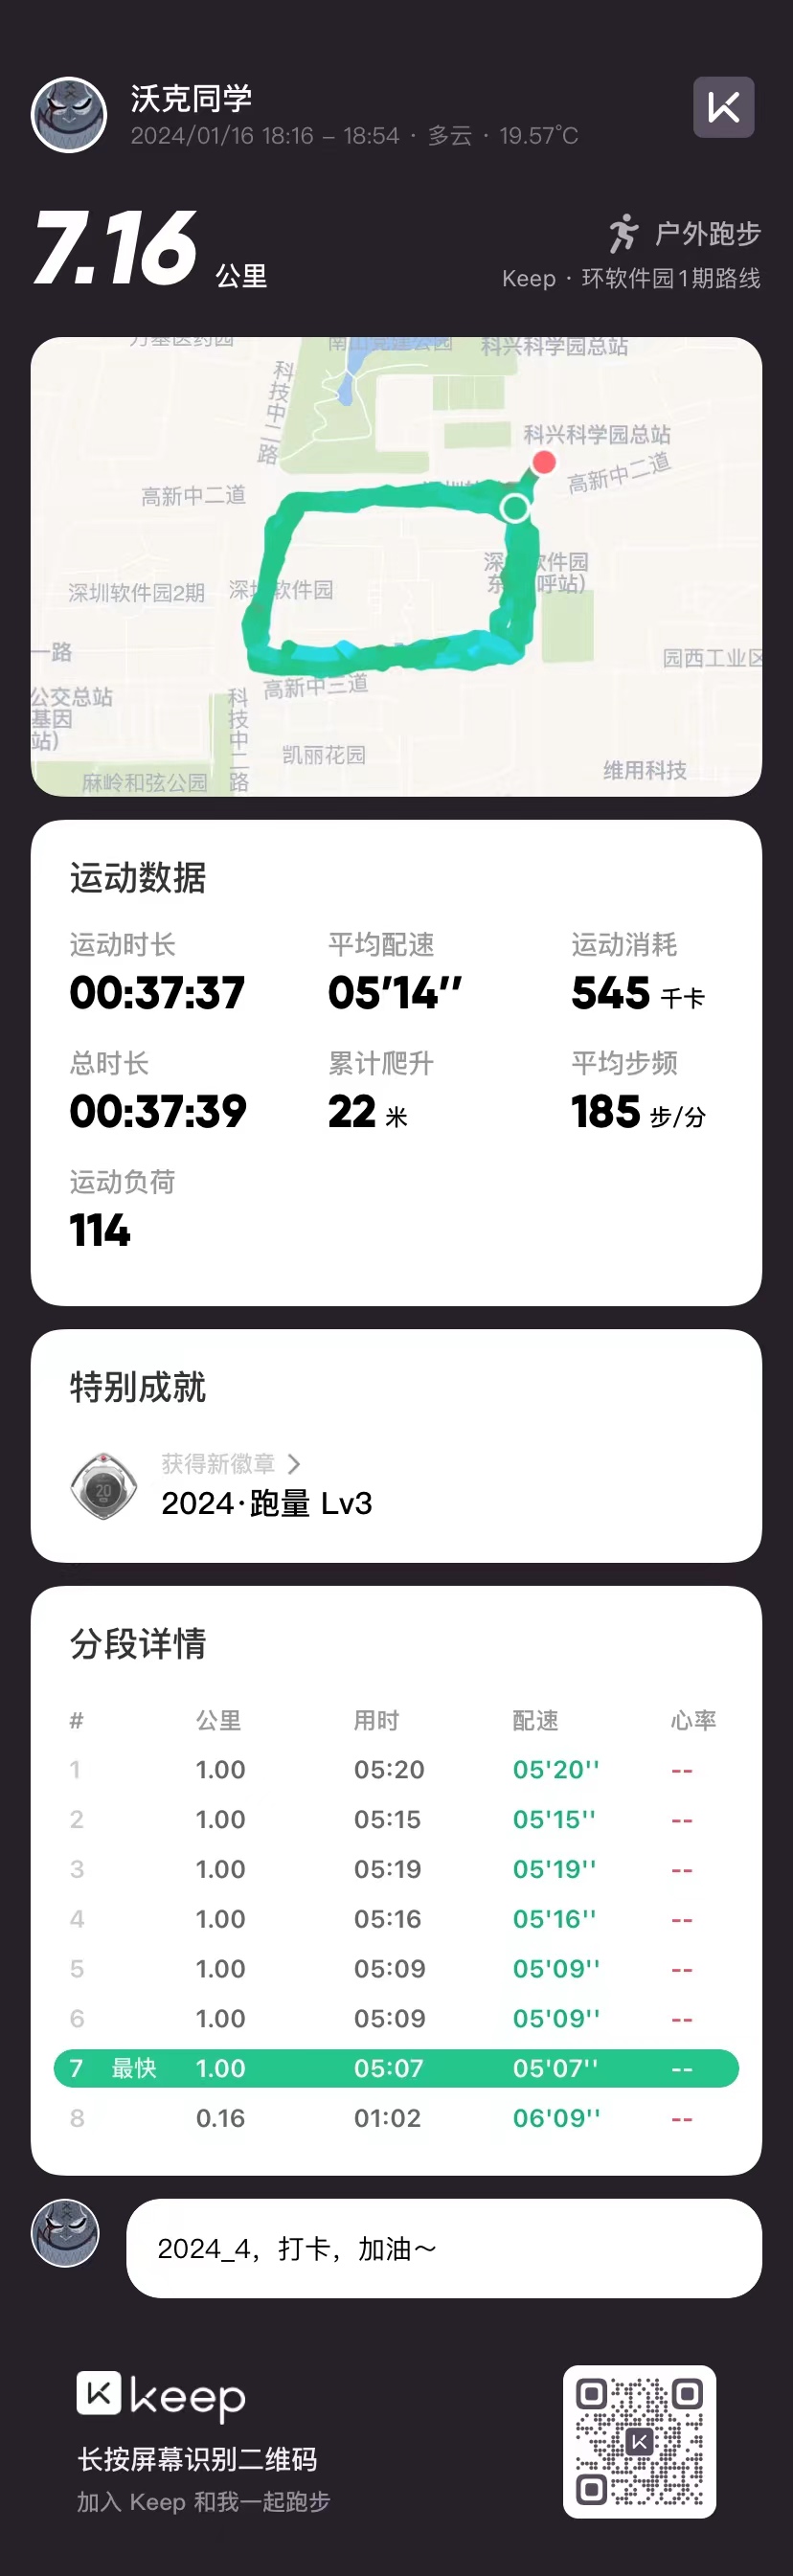 沃克同学
2024/01/16 18:16 – 18:54 · 多云 · 19.57°C
7.16 公里
户外跑步
Keep · 环软件园1期路线
万基医药园
南山党建公园
科兴科学园总站
科技中二路
科兴科学园总站
高新中二道
高新中二道
深圳软件园2期
深圳软件园
一路
园西工业区
公交总站
基因
站)
高新中三道
科技中二路
凯丽花园
麻岭和弦公园
维用科技
运动数据
运动时长 平均配速 运动消耗
00:37:37 05'14'' 545 千卡
总时长 累计爬升 平均步频
00:37:39 22 米 185 步/分
运动负荷
114
特别成就
20
获得新徽章
2024·跑量 Lv3
分段详情
# 公里 用时 配速 心率
1 1.00 05:20 05'20'' --
2 1.00 05:15 05'15'' --
3 1.00 05:19 05'19'' --
4 1.00 05:16 05'16'' --
5 1.00 05:09 05'09'' --
6 1.00 05:09 05'09'' --
7 最快 1.00 05:07 05'07'' --
8 0.16 01:02 06'09'' --
2024_4，打卡，加油～
keep
长按屏幕识别二维码
加入 Keep 和我一起跑步